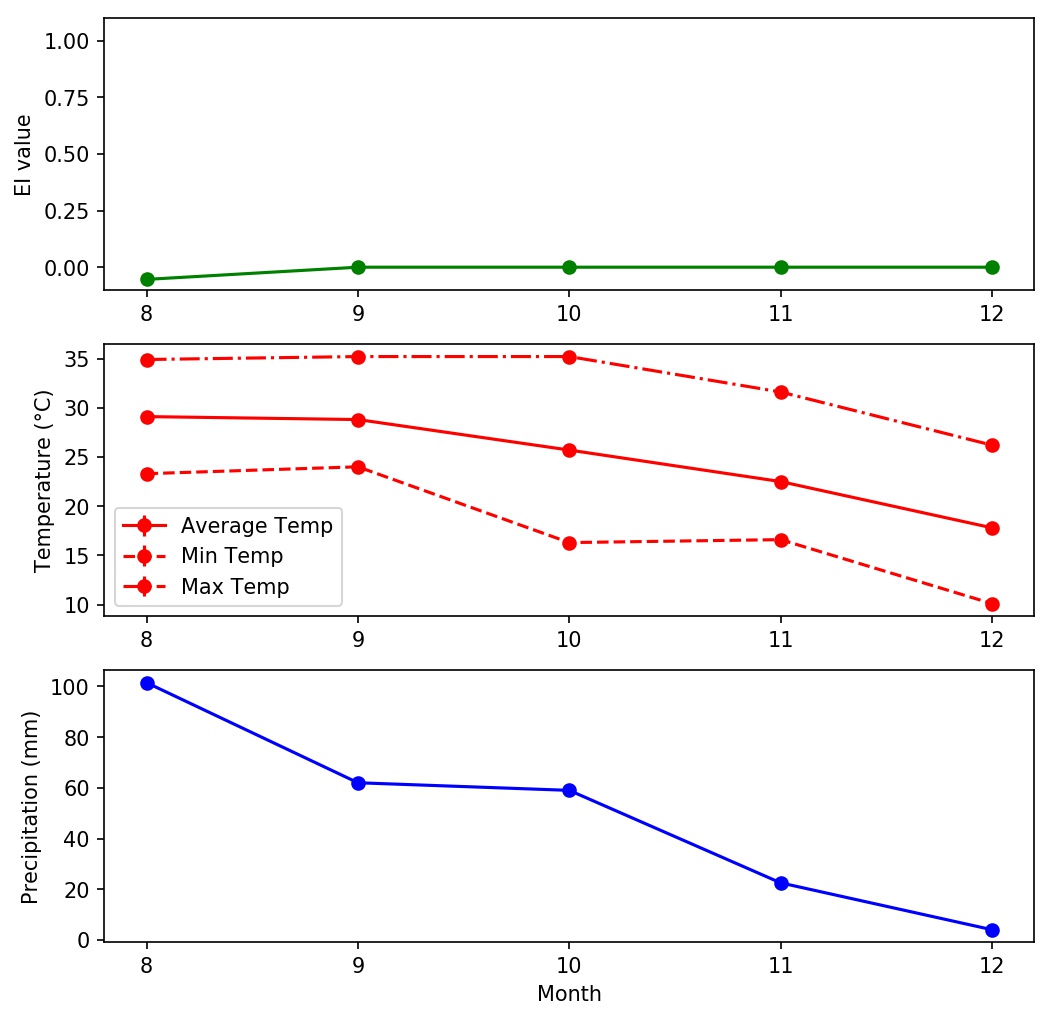 1.00
0.75
0.50
0.25
0.00
EI value
8 9 10 11 12
35
30
25
20
15
10
Temperature (°C)
Average Temp
Min Temp
Max Temp
8 9 10 11 12
100
80
60
40
20
0
Precipitation (mm)
8 9 10 11 12
Month